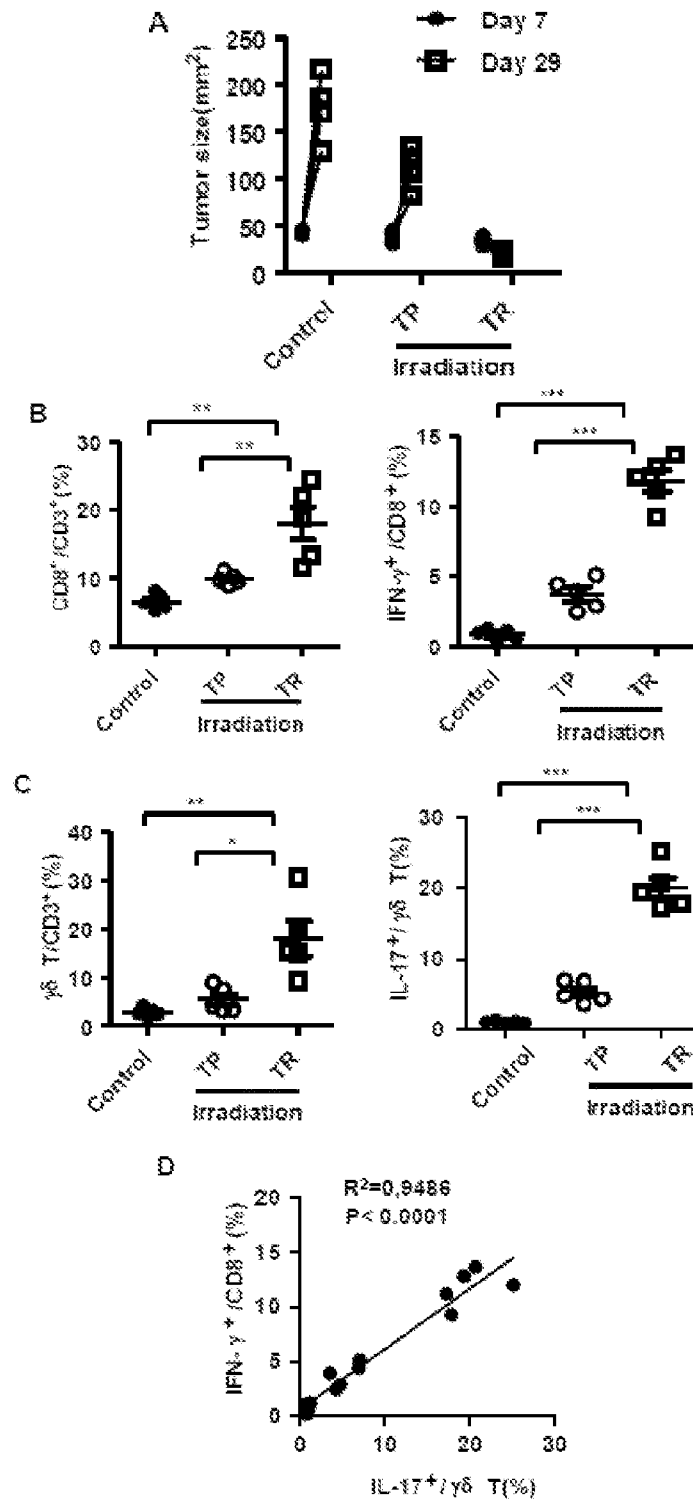 A
Day 7
Day 29
Tumor size(mm²)
250
200
150
100
50
0
Control
TP
TR
Irradiation
B
CD8⁺/CD3⁺(%)
30
20
10
0
**
**
Control
TP
TR
Irradiation
IFN-γ⁺/CD8⁺(%)
15
10
5
0
***
***
Control
TP
TR
Irradiation
C
γδ T/CD3⁺(%)
40
30
20
10
0
**
*
Control
TP
TR
Irradiation
IL-17⁺/γδ T(%)
30
20
10
0
***
***
Control
TP
TR
Irradiation
D
R²=0,9486
P< 0.0001
IFN-γ⁺/CD8⁺(%)
20
15
10
5
0
0 10 20 30
IL-17⁺/γδ T(%)